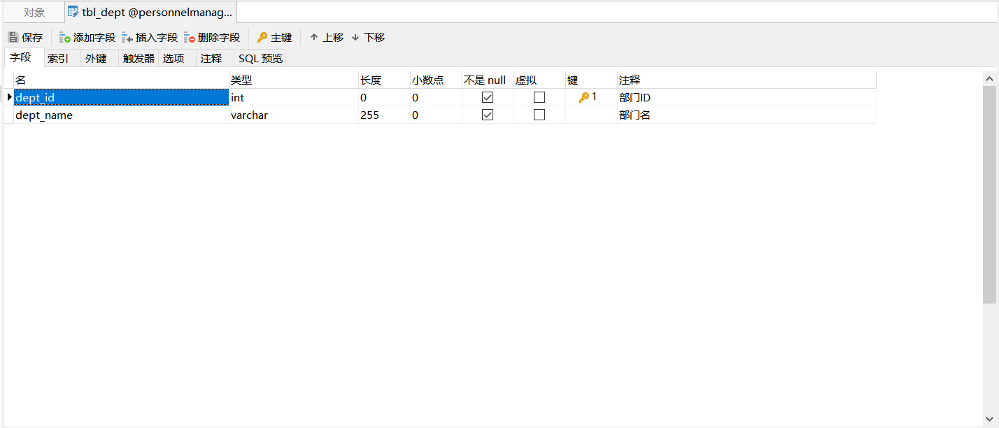 对象 tbl_dept @personnelmanag...
保存 添加字段 插入字段 删除字段 主键 上移 下移
字段 索引 外键 触发器 选项 注释 SQL 预览
名 类型 长度 小数点 不是 null 虚拟 键 注释
dept_id int 0 0 1 部门ID
dept_name varchar 255 0 部门名